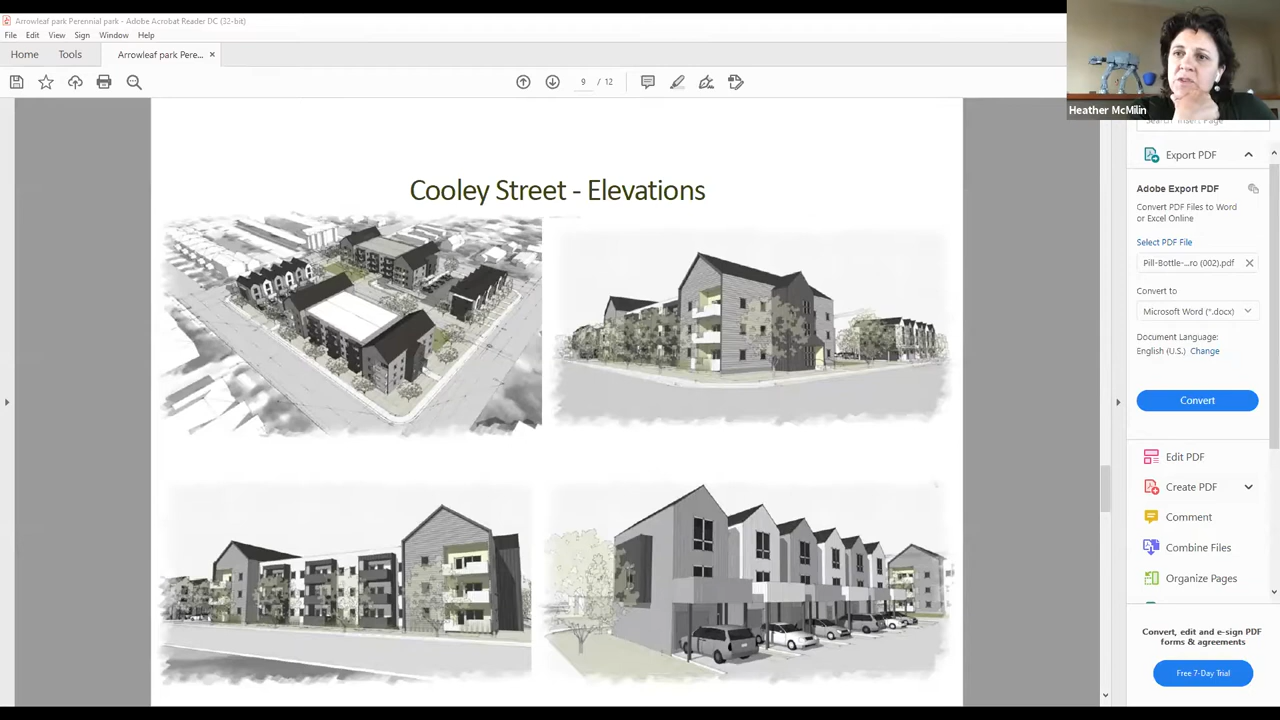 Arrowleaf park Perennial park - Adobe Acrobat Reader DC (32-bit)
File Edit View Sign Window Help
Home Tools Arrowleaf park Pere... ×
9 / 12
Heather McMilin
Search 'Insert Page'
Export PDF
Adobe Export PDF
Convert PDF Files to Word
or Excel Online
Select PDF File
Pill-Bottle-...ro (002).pdf
Convert to
Microsoft Word (*.docx)
Document Language:
English (U.S.) Change
Convert
Edit PDF
Create PDF
Comment
Combine Files
Organize Pages
Convert, edit and e-sign PDF
forms & agreements
Free 7-Day Trial
Cooley Street - Elevations